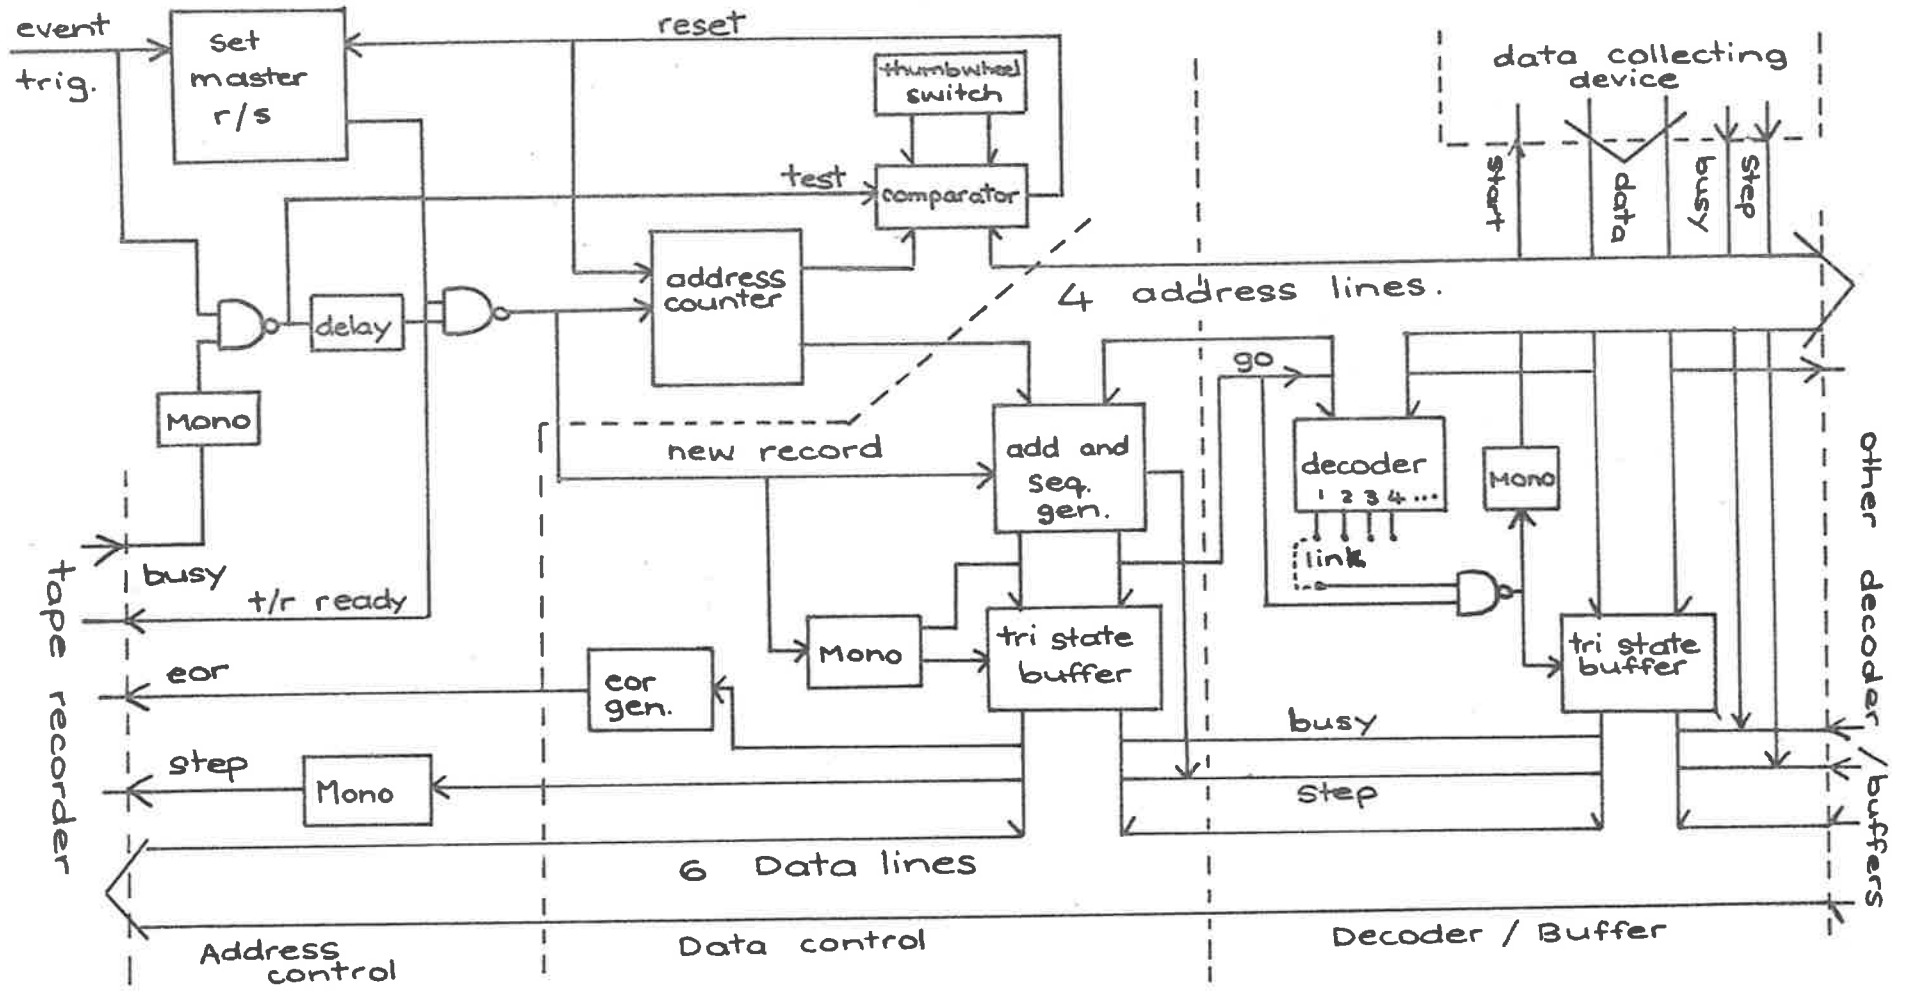 event
trig.
set
master
r/s
reset
thumbwheel
switch
test
comparator
data collecting
device
start
data
busy
step
address
counter
4 address lines.
delay
Mono
go
new record
add and
seq.
gen.
decoder
1 2 3 4 ...
link
Mono
busy
t/r ready
tape recorder
other decoder / buffers
eor
eor
gen.
Mono
tri state
buffer
tri state
buffer
busy
step
Mono
step
6 Data lines
Address
control
Data control
Decoder / Buffer